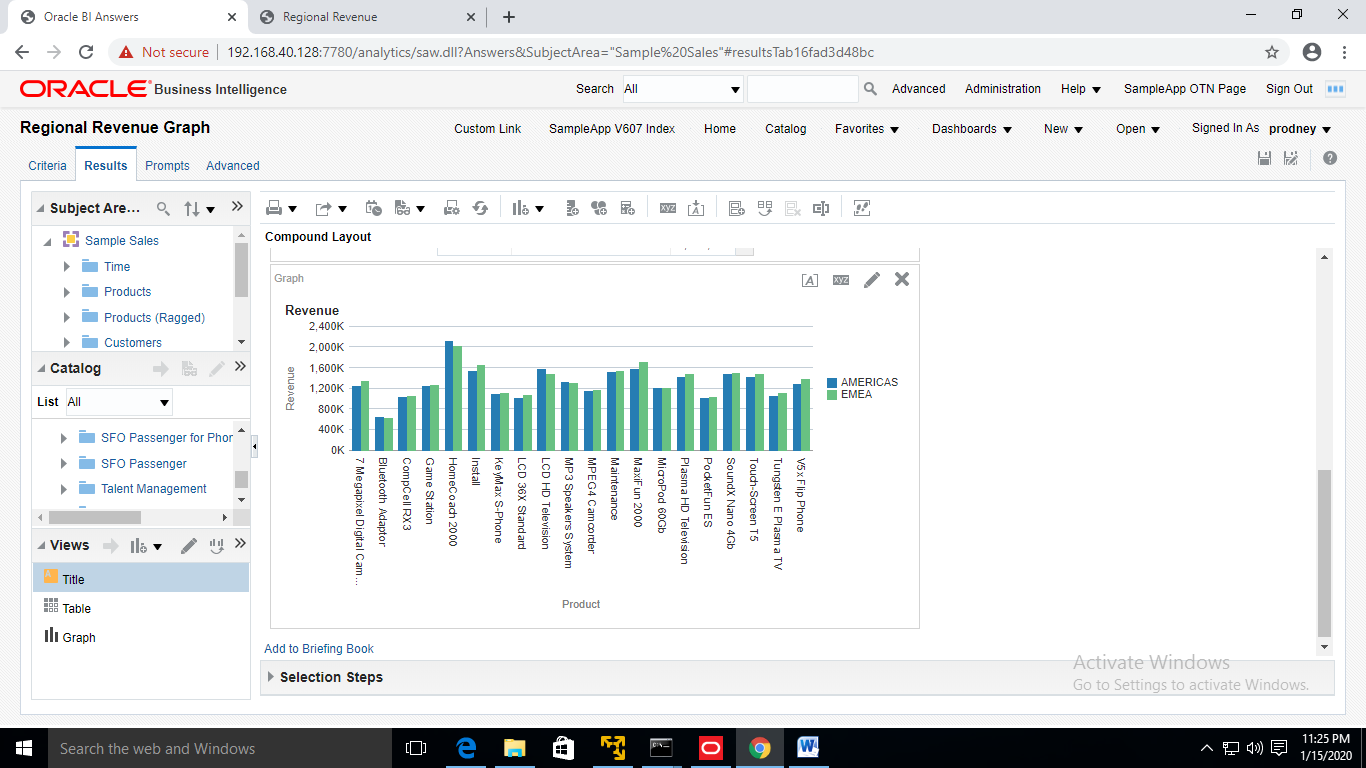 Oracle BI Answers
Regional Revenue
Not secure
192.168.40.128:7780/analytics/saw.dll?Answers&SubjectArea="Sample%20Sales"#resultsTab16fad3d48bc
ORACLE Business Intelligence
Search All Advanced Administration Help SampleApp OTN Page Sign Out
Regional Revenue Graph
Custom Link SampleApp V607 Index Home Catalog Favorites Dashboards New Open Signed In As prodney
Criteria Results Prompts Advanced
Subject Are...
Sample Sales
Time
Products
Products (Ragged)
Customers
Catalog
List All
SFO Passenger for Phor
SFO Passenger
Talent Management
Views
Title
Table
Graph
Compound Layout
Graph
xyz
Revenue
2,400K
2,000K
1,600K
1,200K
800K
400K
0K
Revenue
7 Megapixel Digital Cam...
Bluetooth Adaptor
CompCell RX3
Game Station
HomeCoach 2000
Install
KeyMax S-Phone
LCD 36X Standard
LCD HD Television
MP3 Speakers System
MPEG4 Camcorder
Maintenance
MaxiFun 2000
MicroPod 60Gb
Plasma HD Television
PocketFun ES
SoundX Nano 4Gb
Touch-Screen T5
Tungsten E Plasma TV
V5x Flip Phone
Product
AMERICAS
EMEA
Add to Briefing Book
Selection Steps
Activate Windows
Go to Settings to activate Windows.
Search the web and Windows
11:25 PM
1/15/2020